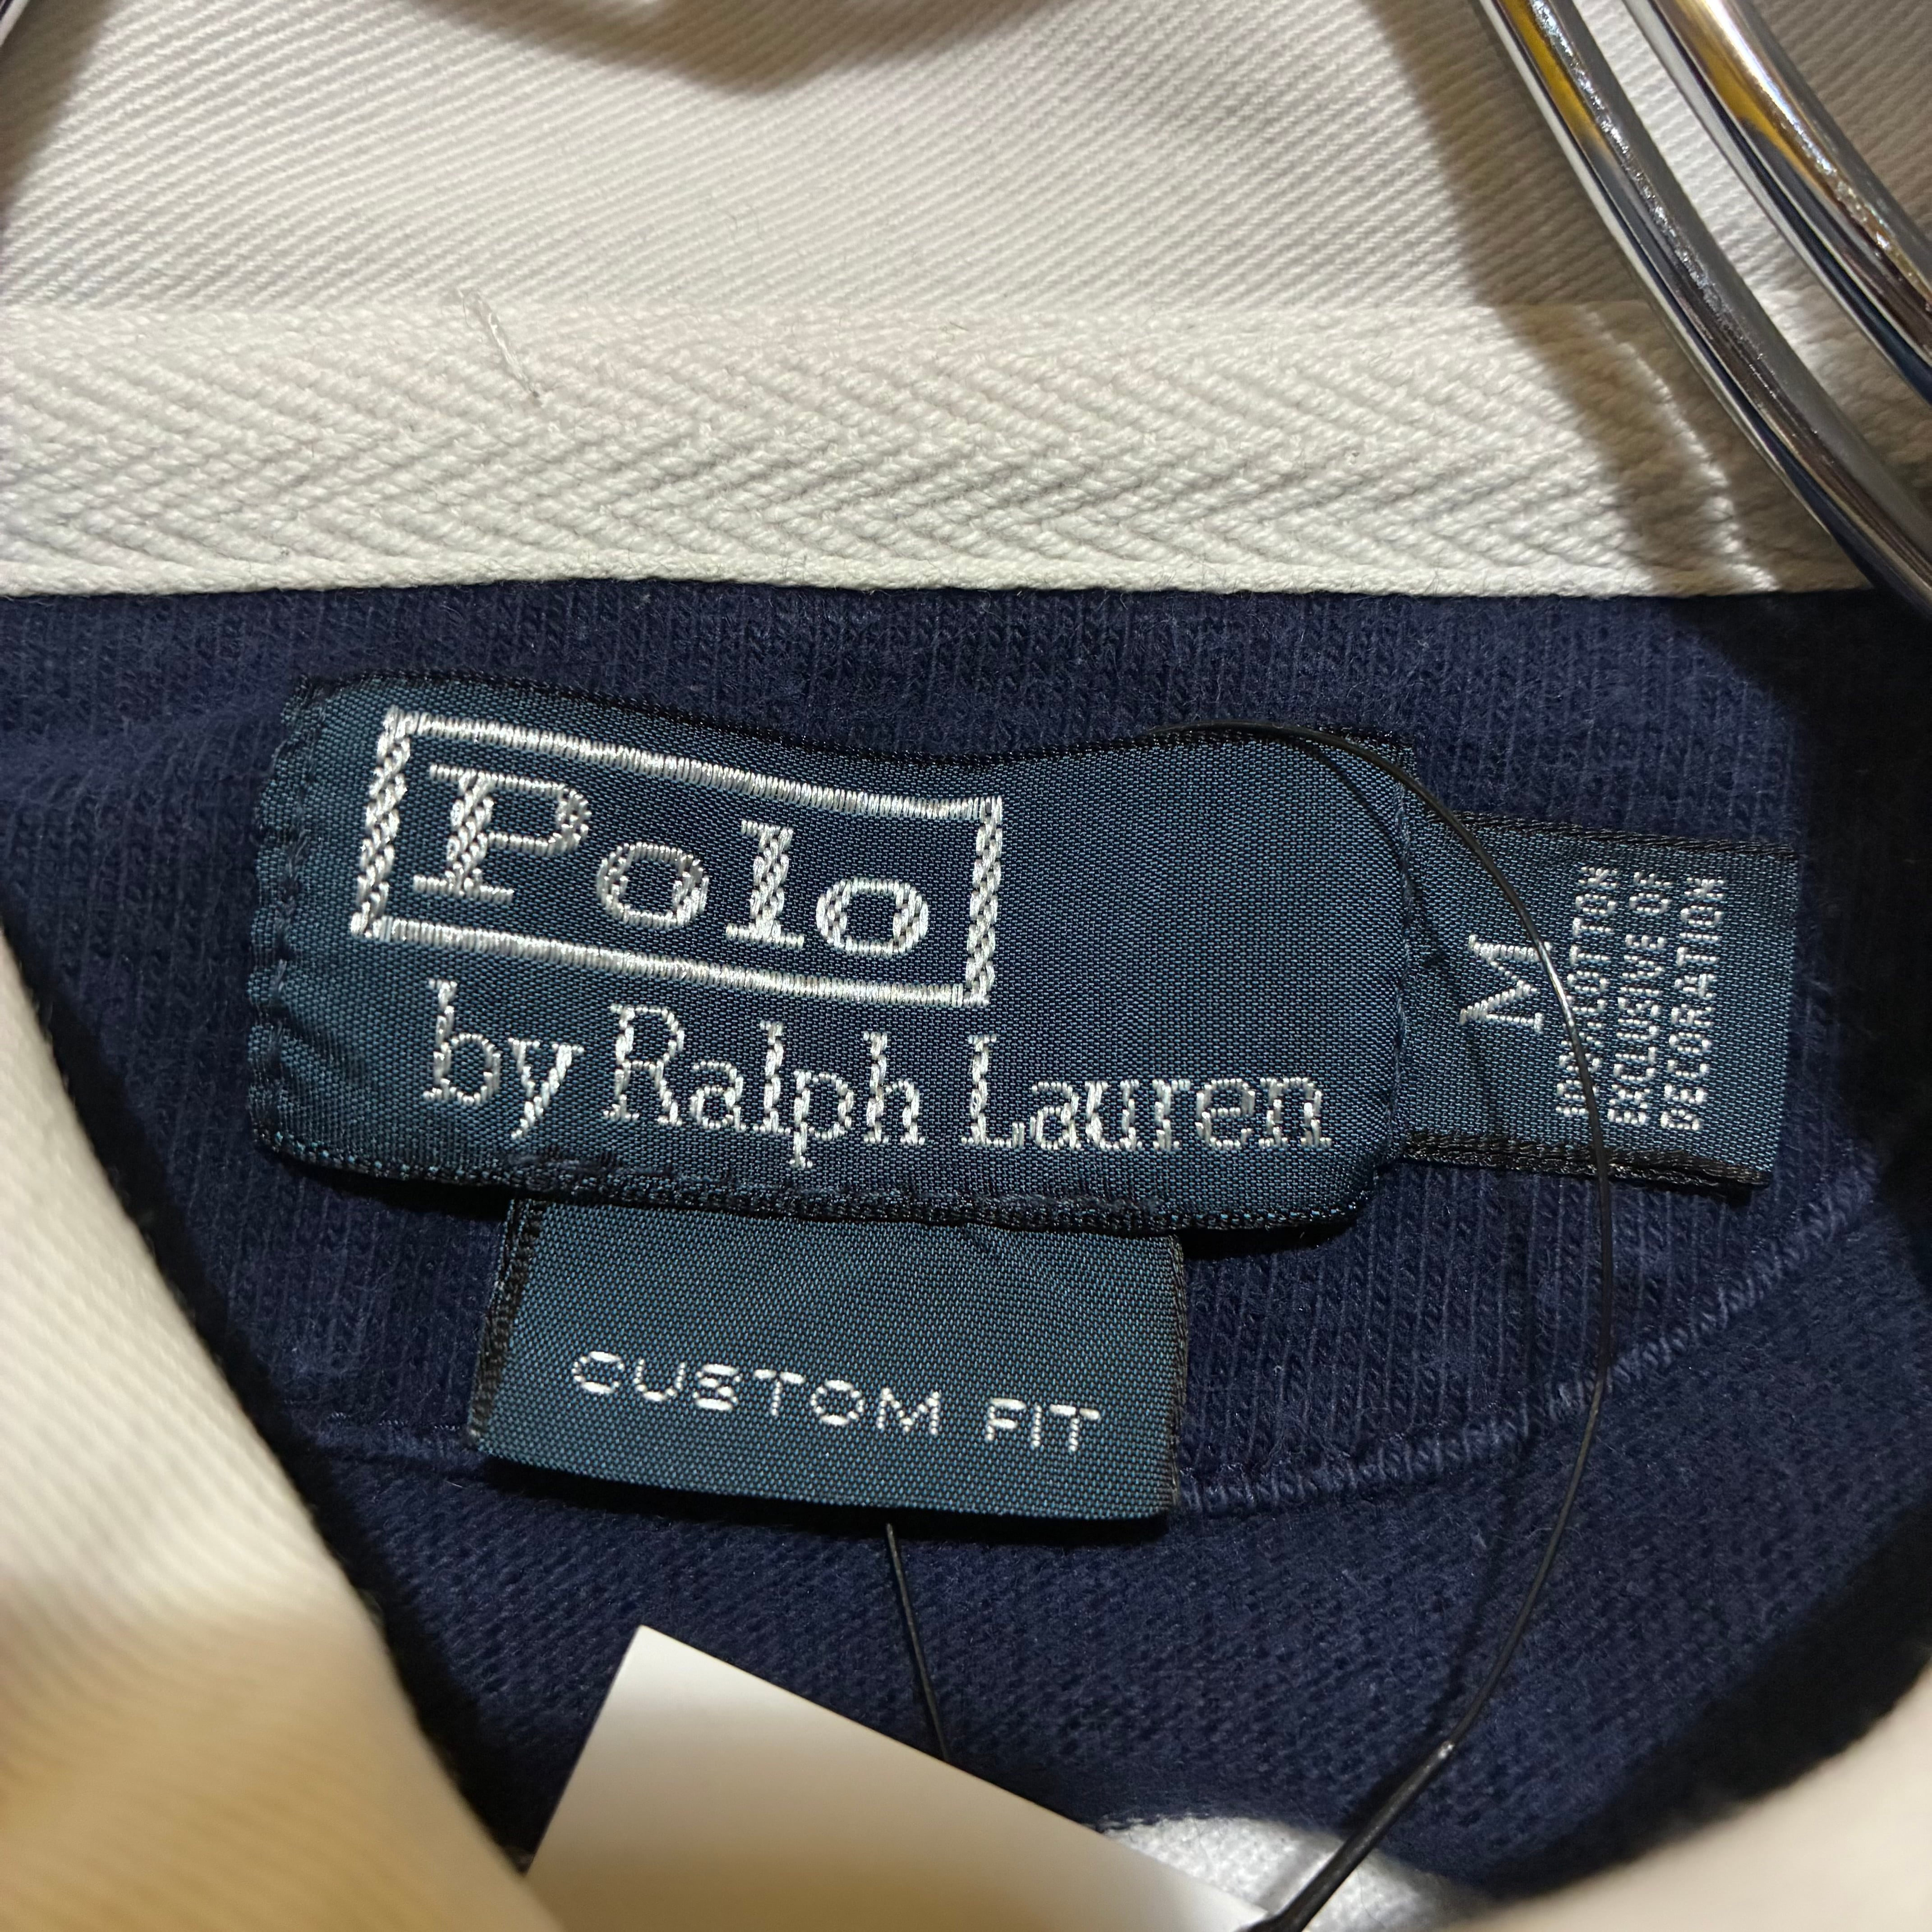 Polo
by Ralph Lauren
M
100% COTTON
EXCLUSIVE OF
DECORATION
CUSTOM FIT